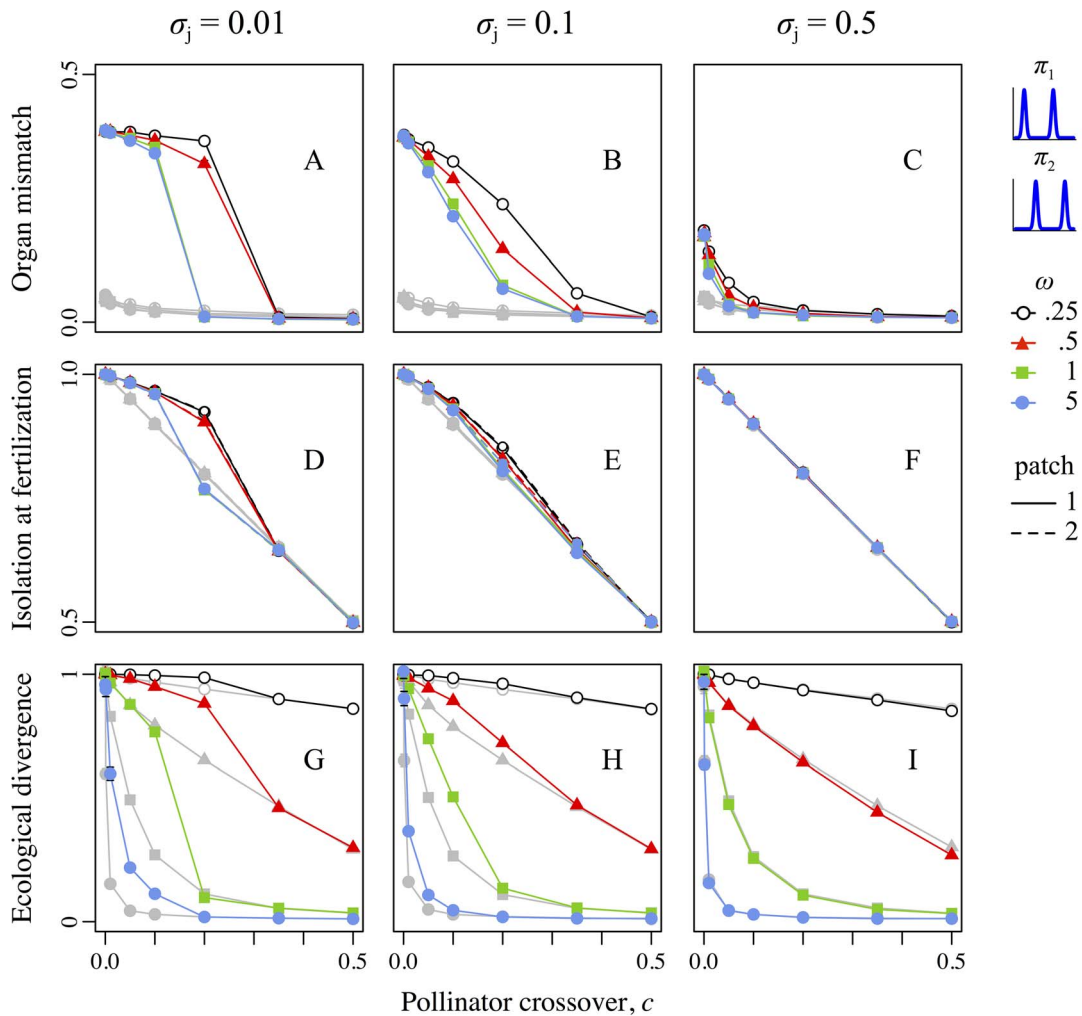 σj = 0.01 σj = 0.1 σj = 0.5
Organ mismatch
0.5
0.0
A
B
C
π1
π2
Isolation at fertilization
1.0
0.5
D
E
F
ω
.25
.5
1
5
patch
1
2
Ecological divergence
1
0
G
H
I
0.0 0.5 0.0 0.5 0.0 0.5
Pollinator crossover, c